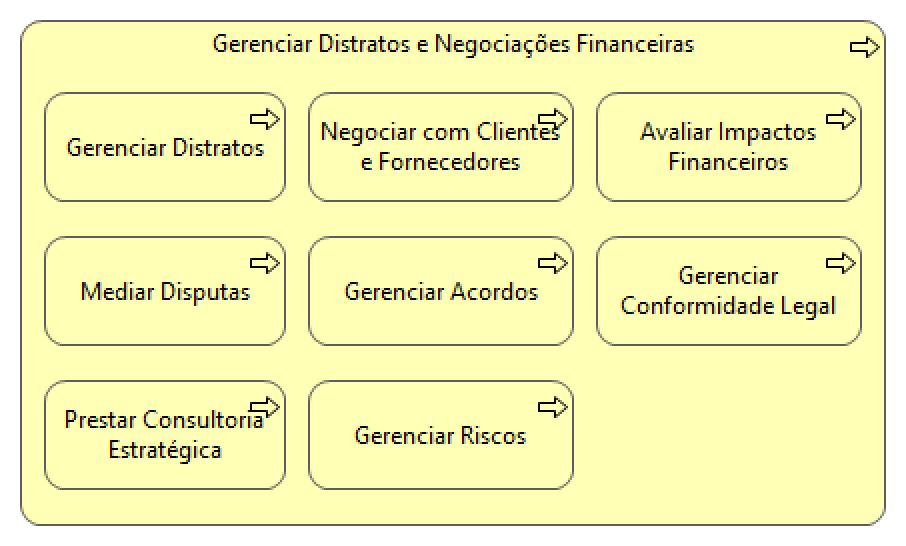 Gerenciar Distratos e Negociações Financeiras
Gerenciar Distratos
Negociar com Clientes
e Fornecedores
Avaliar Impactos
Financeiros
Mediar Disputas
Gerenciar Acordos
Gerenciar
Conformidade Legal
Prestar Consultoria
Estratégica
Gerenciar Riscos